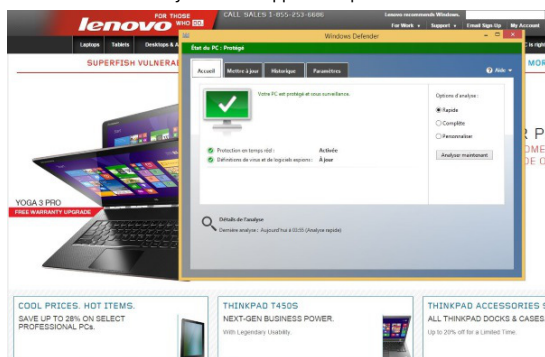 lenovo
FOR THOSE
WHO DO.
CALL SALES 1-855-253-6686
Lenovo recommends Windows.
For Work
Support
Email Sign-Up
My Account
Laptops
Tablets
Desktops & A
SUPERFISH VULNERA
MOR
Windows Defender
État du PC : Protégé
Accueil
Mettre à jour
Historique
Paramètres
Aide
Votre PC est protégé et sous surveillance.
Options d'analyse :
Rapide
Complète
Personnaliser
Analyser maintenant
Protection en temps réel :
Activée
Définitions de virus et de logiciels espions :
À jour
Détails de l'analyse
Dernière analyse : Aujourd'hui à 03:35 (Analyse rapide)
YOGA 3 PRO
FREE WARRANTY UPGRADE
COOL PRICES. HOT ITEMS.
SAVE UP TO 28% ON SELECT
PROFESSIONAL PCs.
THINKPAD T450S
NEXT-GEN BUSINESS POWER.
With Legendary Usability.
THINKPAD ACCESSORIES S
ALL THINKPAD DOCKS & CASES
Up to 20% off for a Limited Time.